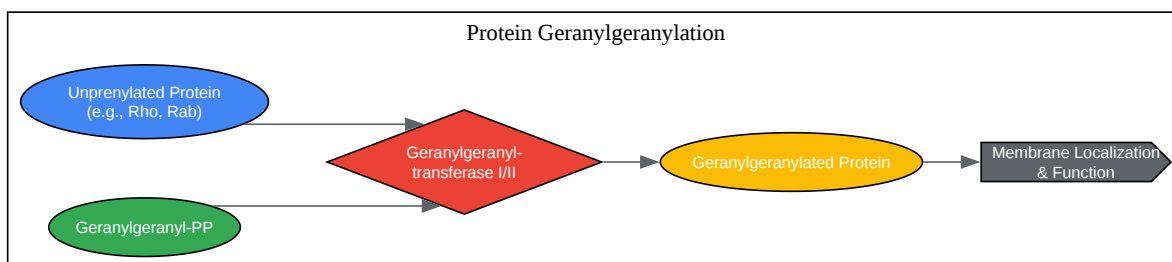 Protein Geranylgeranylation
Unprenylated Protein
(e.g., Rho, Rab)
Geranylgeranyl-PP
Geranylgeranyl-
transferase I/II
Geranylgeranylated Protein
Membrane Localization
& Function